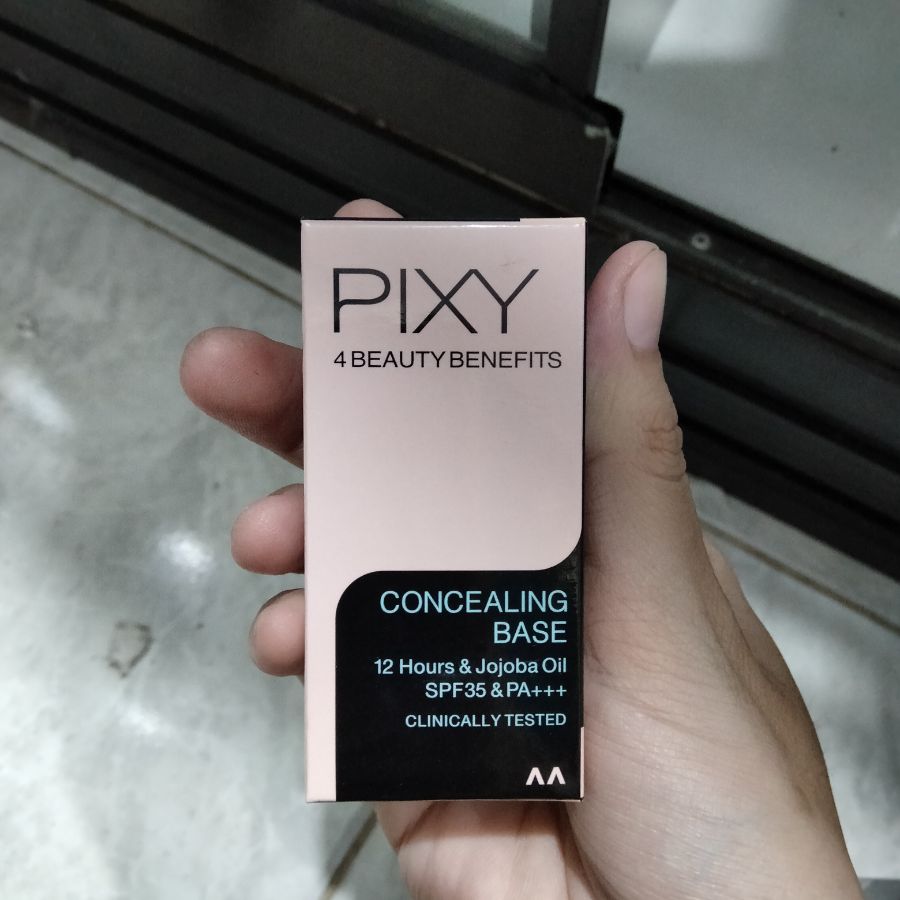 PIXY
4 BEAUTY BENEFITS
CONCEALING
BASE
12 Hours & Jojoba Oil
SPF35 & PA+++
CLINICALLY TESTED